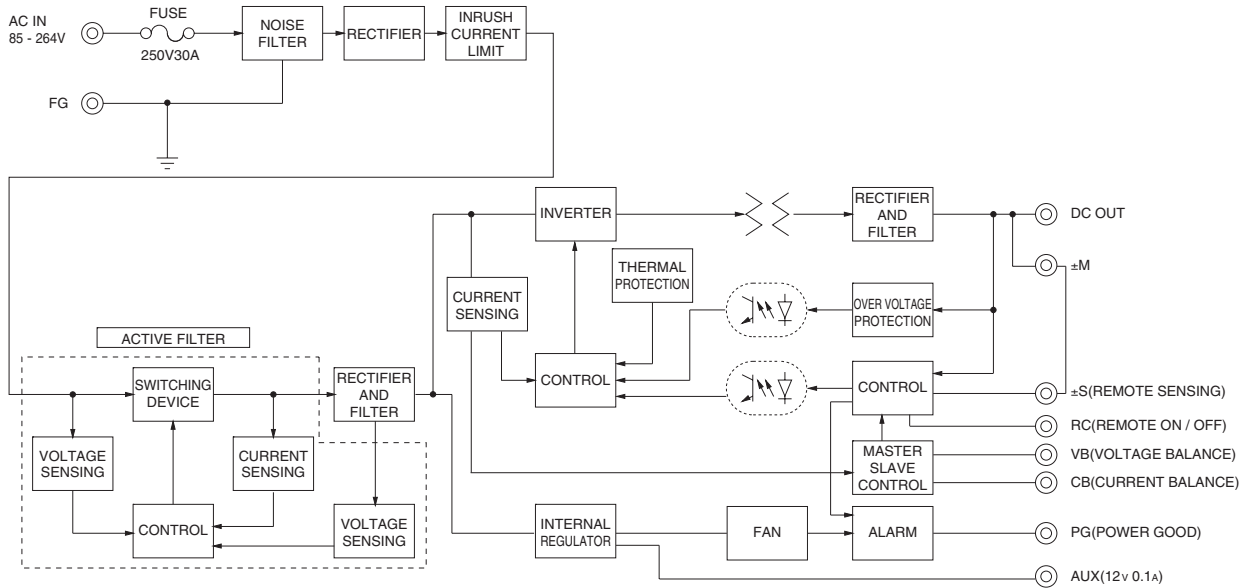 AC IN
85 - 264V
FUSE
250V30A
NOISE
FILTER
RECTIFIER
INRUSH
CURRENT
LIMIT
FG
INVERTER
RECTIFIER
AND
FILTER
DC OUT
±M
THERMAL
PROTECTION
CURRENT
SENSING
OVER VOLTAGE
PROTECTION
ACTIVE FILTER
SWITCHING
DEVICE
RECTIFIER
AND
FILTER
CONTROL
CONTROL
±S(REMOTE SENSING)
RC(REMOTE ON / OFF)
VOLTAGE
SENSING
CURRENT
SENSING
MASTER
SLAVE
CONTROL
VB(VOLTAGE BALANCE)
CB(CURRENT BALANCE)
CONTROL
VOLTAGE
SENSING
INTERNAL
REGULATOR
FAN
ALARM
PG(POWER GOOD)
AUX(12V 0.1A)